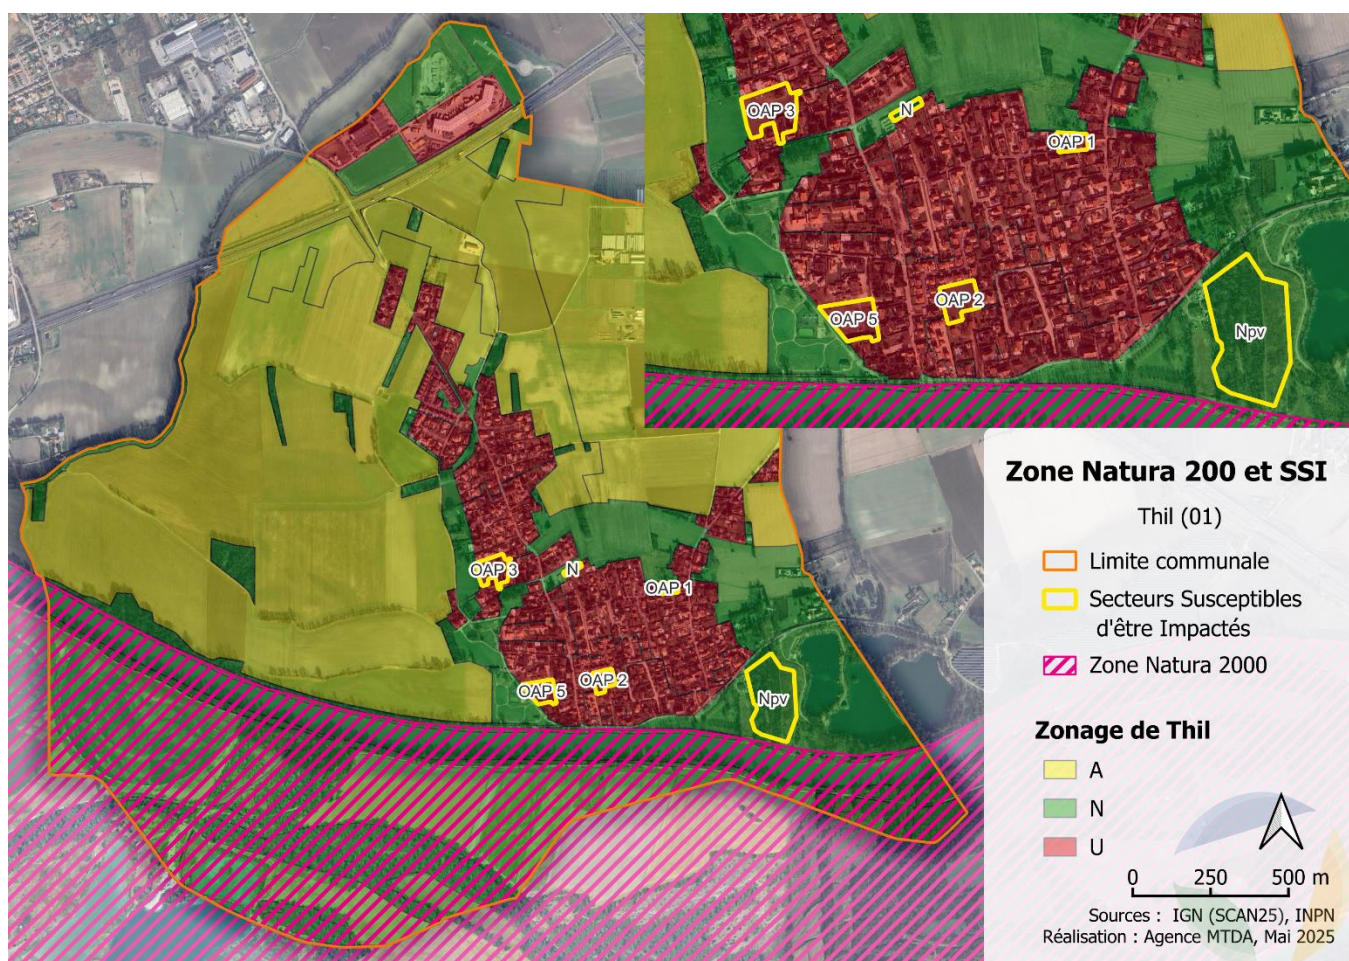 OAP 3
N
OAP 1
OAP 2
OAP 5
Npv
OAP 3
N
OAP 1
OAP 2
OAP 5
Npv
Zone Natura 200 et SSI
Thil (01)
Limite communale
Secteurs Susceptibles
d'être Impactés
Zone Natura 2000
Zonage de Thil
A
N
U
0 250 500 m
Sources : IGN (SCAN25), INPN
Réalisation : Agence MTDA, Mai 2025